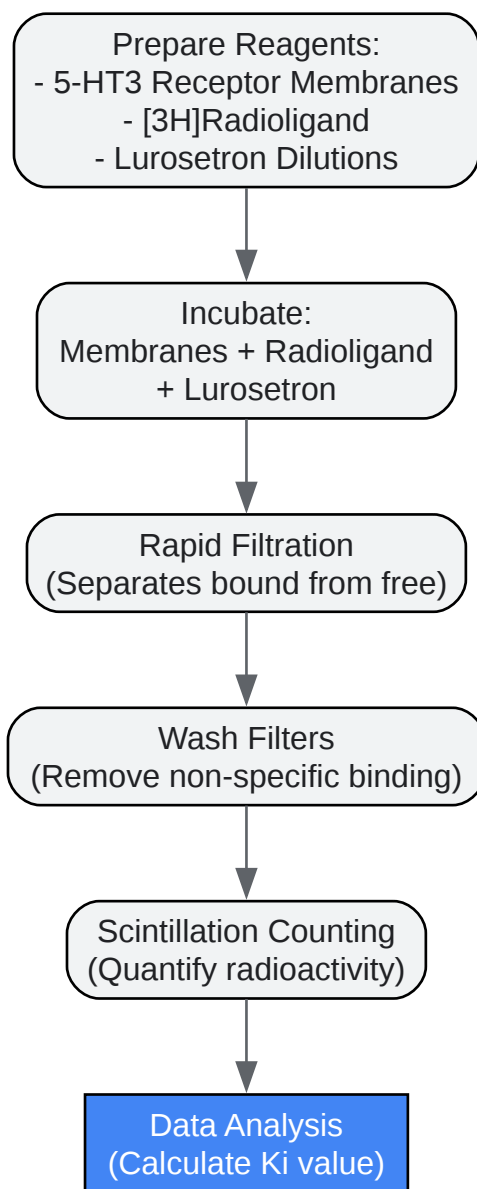 Prepare Reagents:
- 5-HT3 Receptor Membranes
- [3H]Radioligand
- Lurosetron Dilutions
Incubate:
Membranes + Radioligand
+ Lurosetron
Rapid Filtration
(Separates bound from free)
Wash Filters
(Remove non-specific binding)
Scintillation Counting
(Quantify radioactivity)
Data Analysis
(Calculate Ki value)